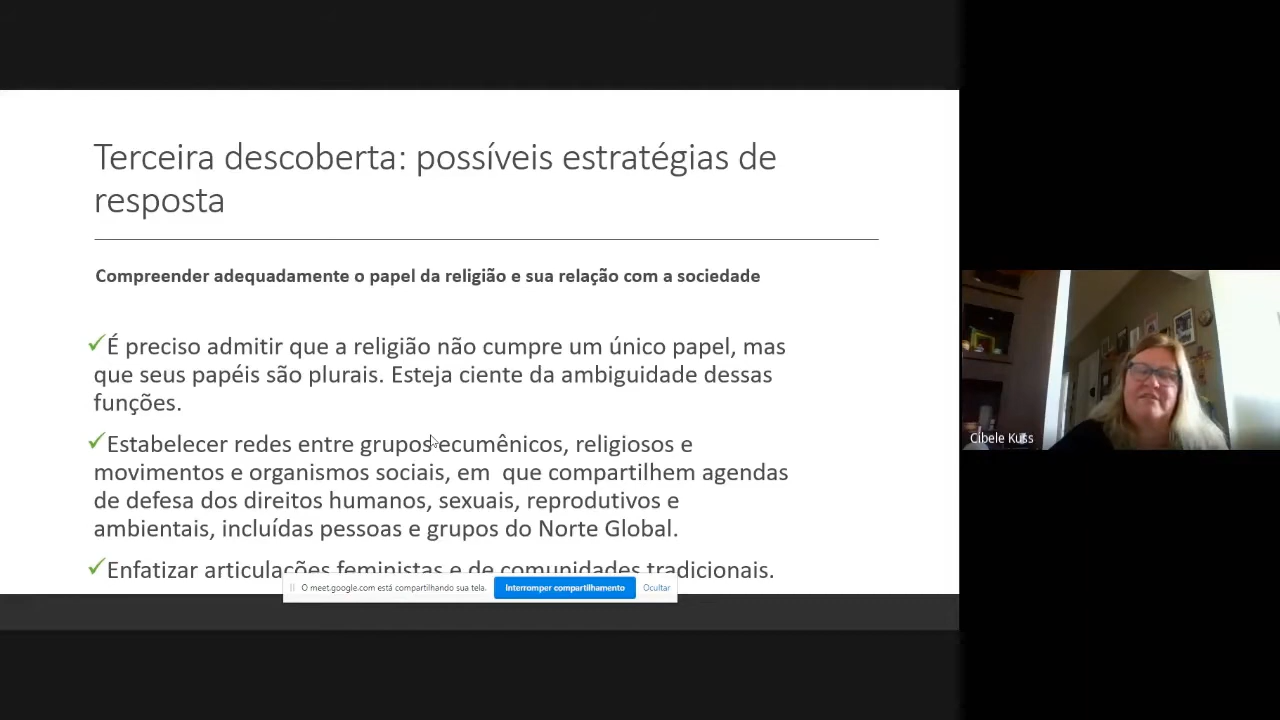 Terceira descoberta: possíveis estratégias de
resposta
Compreender adequadamente o papel da religião e sua relação com a sociedade
✓É preciso admitir que a religião não cumpre um único papel, mas
que seus papéis são plurais. Esteja ciente da ambiguidade dessas
funções.
✓Estabelecer redes entre grupos ecumênicos, religiosos e
movimentos e organismos sociais, em  que compartilhem agendas
de defesa dos direitos humanos, sexuais, reprodutivos e
ambientais, incluídas pessoas e grupos do Norte Global.
✓Enfatizar articulações feministas e de comunidades tradicionais.
O meet.google.com está compartilhando sua tela.
Interromper compartilhamento
Ocultar
Cibele Kuss